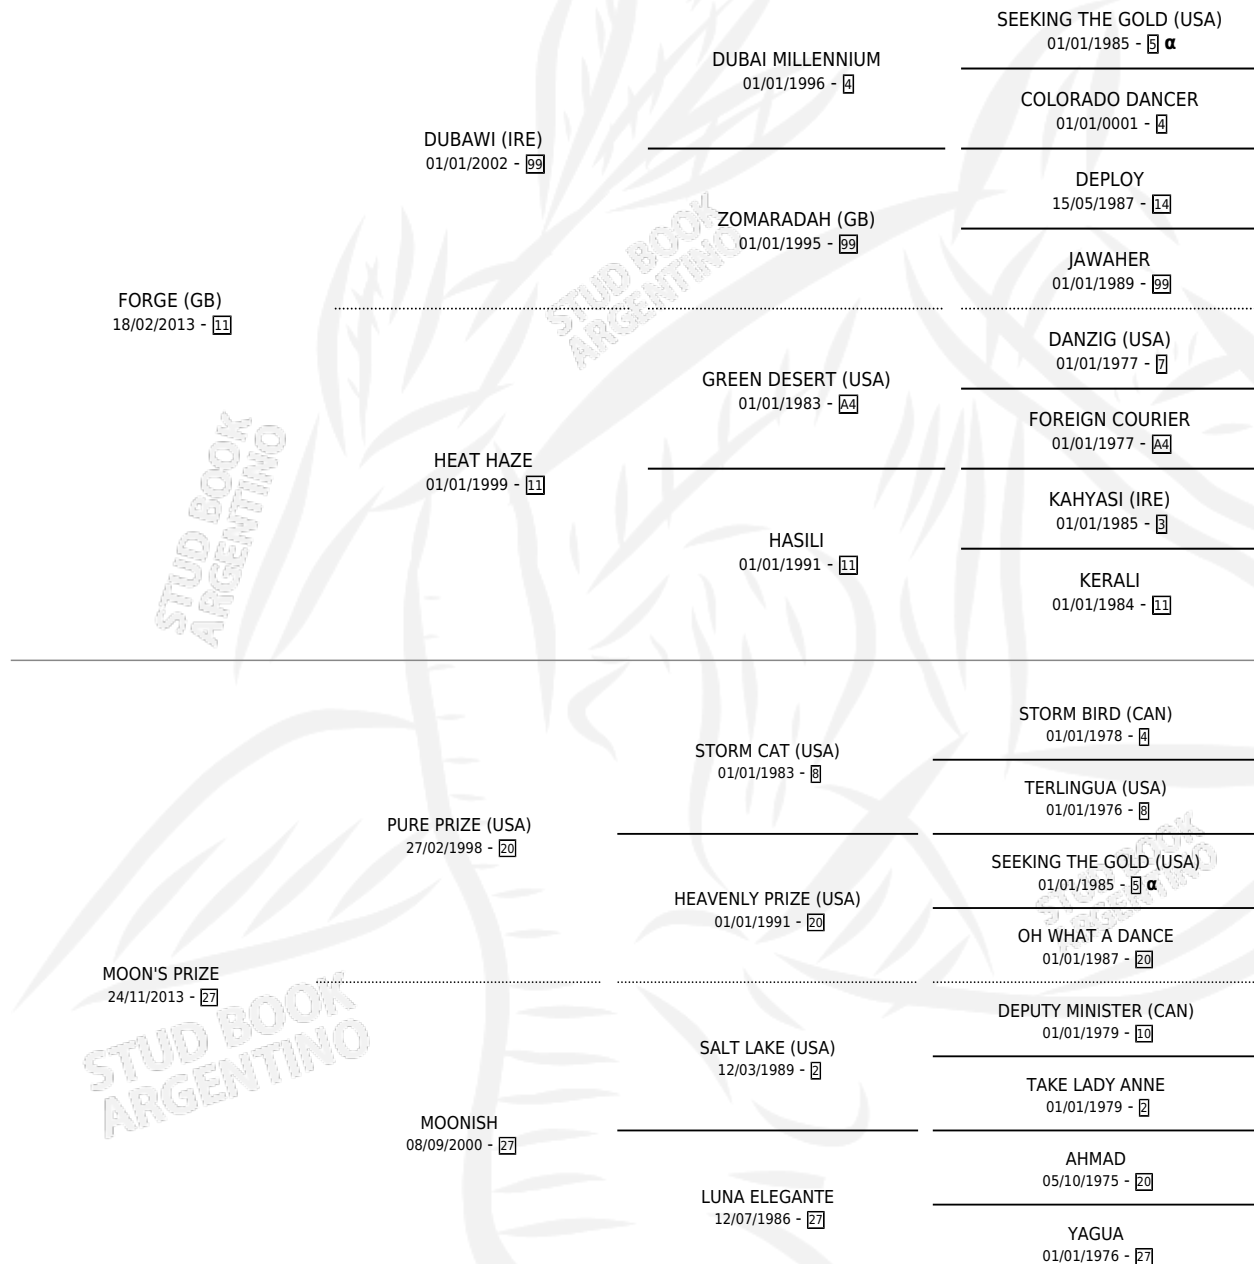 SEEKING THE GOLD (USA)
01/01/1985 - 5 α
DUBAI MILLENNIUM
01/01/1996 - 4
COLORADO DANCER
01/01/0001 - 4
DUBAWI (IRE)
01/01/2002 - 99
DEPLOY
15/05/1987 - 14
ZOMARADAH (GB)
01/01/1995 - 99
JAWAHER
01/01/1989 - 99
FORGE (GB)
18/02/2013 - 11
DANZIG (USA)
01/01/1977 - 7
GREEN DESERT (USA)
01/01/1983 - A4
FOREIGN COURIER
01/01/1977 - A4
HEAT HAZE
01/01/1999 - 11
KAHYASI (IRE)
01/01/1985 - 3
HASILI
01/01/1991 - 11
KERALI
01/01/1984 - 11
STUD BOOK
ARGENTINO
STUD BOOK
ARGENTINO
STORM BIRD (CAN)
01/01/1978 - 4
STORM CAT (USA)
01/01/1983 - 8
TERLINGUA (USA)
01/01/1976 - 8
PURE PRIZE (USA)
27/02/1998 - 20
SEEKING THE GOLD (USA)
01/01/1985 - 5 α
HEAVENLY PRIZE (USA)
01/01/1991 - 20
OH WHAT A DANCE
01/01/1987 - 20
MOON'S PRIZE
24/11/2013 - 27
DEPUTY MINISTER (CAN)
01/01/1979 - 10
SALT LAKE (USA)
12/03/1989 - 2
TAKE LADY ANNE
01/01/1979 - 2
MOONISH
08/09/2000 - 27
AHMAD
05/10/1975 - 20
LUNA ELEGANTE
12/07/1986 - 27
YAGUA
01/01/1976 - 27
STUD BOOK
ARGENTINO
STUD BOOK
ARGENTINO